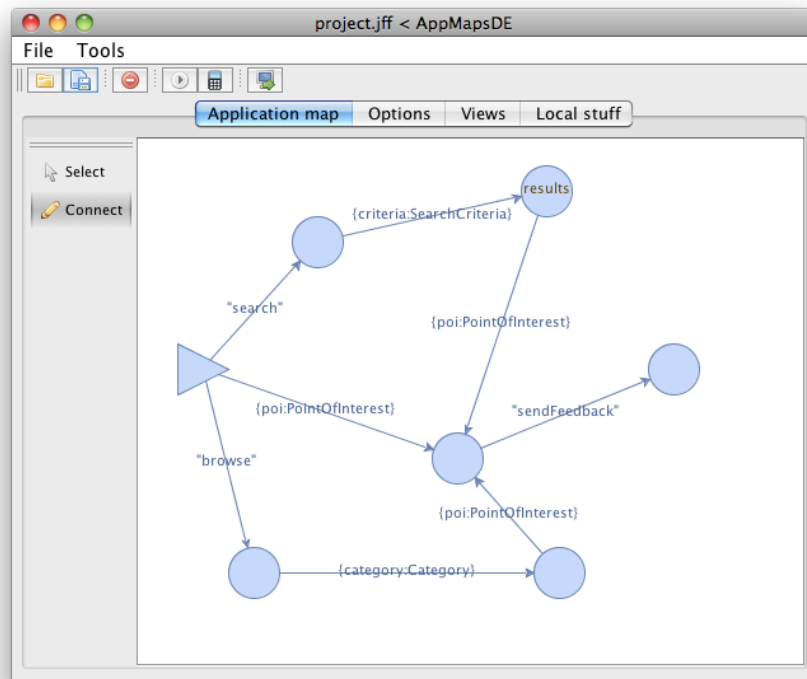 project.jff < AppMapsDE
File Tools
Application map Options Views Local stuff
Select
Connect
results
{criteria:SearchCriteria}
"search"
{poi:PointOfInterest}
{poi:PointOfInterest}
"sendFeedback"
"browse"
{poi:PointOfInterest}
{category:Category}